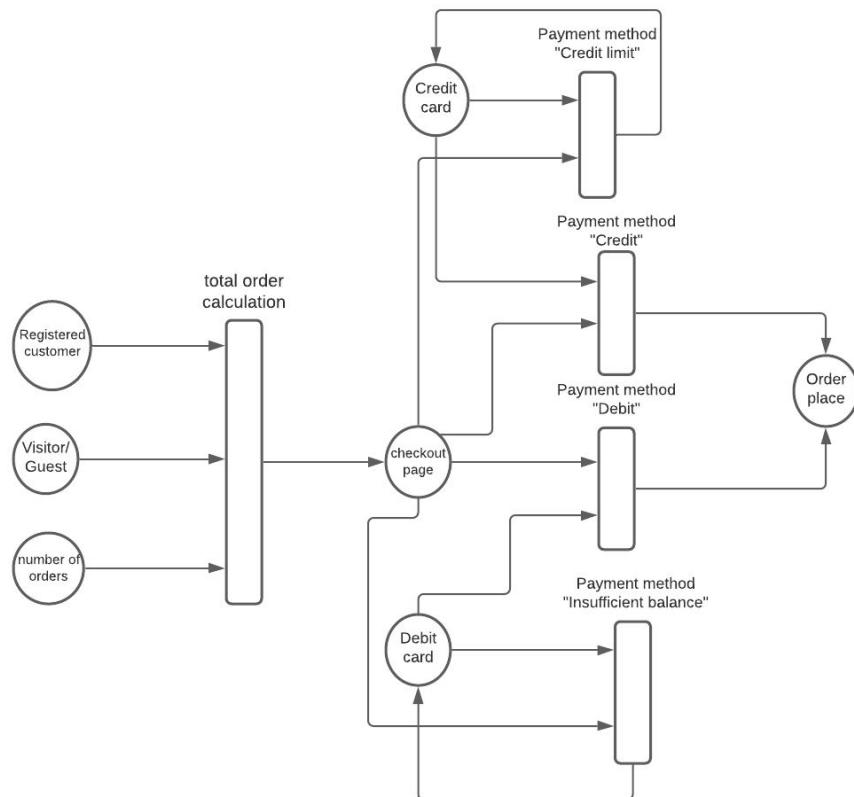 Payment method
"Credit limit"
Credit
card
Payment method
"Credit"
total order
calculation
Registered
customer
Order
place
Payment method
"Debit"
Visitor/
Guest
checkout
page
number of
orders
Payment method
"Insufficient balance"
Debit
card